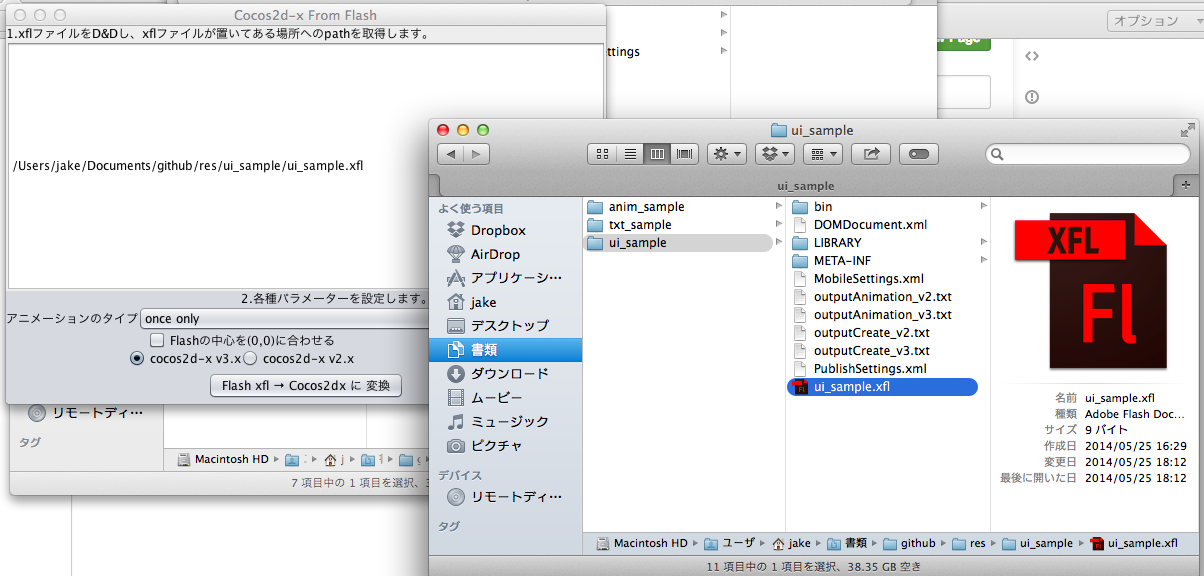 Cocos2d-x From Flash
1.xflファイルをD&Dし、xflファイルが置いてある場所へのpathを取得します。
/Users/jake/Documents/github/res/ui_sample/ui_sample.xfl
2.各種パラメーターを設定します。
アニメーションのタイプ once only
Flashの中心を(0,0)に合わせる
cocos2d-x v3.x cocos2d-x v2.x
Flash xfl → Cocos2dx に 変換
リモートディ…
タグ
Macintosh HD
7 項目中の 1 項目を選択、
ttings
オプション
ui_sample
ui_sample
よく使う項目
Dropbox
AirDrop
アプリケーシ…
jake
デスクトップ
書類
ダウンロード
ムービー
ミュージック
ピクチャ
デバイス
リモートディ…
タグ
anim_sample
txt_sample
ui_sample
bin
DOMDocument.xml
LIBRARY
META-INF
MobileSettings.xml
outputAnimation_v2.txt
outputAnimation_v3.txt
outputCreate_v2.txt
outputCreate_v3.txt
PublishSettings.xml
ui_sample.xfl
XFL
Fl
名前 ui_sample.xfl
種類 Adobe Flash Doc…
サイズ 9 バイト
作成日 2014/05/25 16:29
変更日 2014/05/25 18:12
最後に開いた日 2014/05/25 18:12
Macintosh HD ▸ ユーザ ▸ jake ▸ 書類 ▸ github ▸ res ▸ ui_sample ▸ ui_sample.xfl
11 項目中の 1 項目を選択、38.35 GB 空き